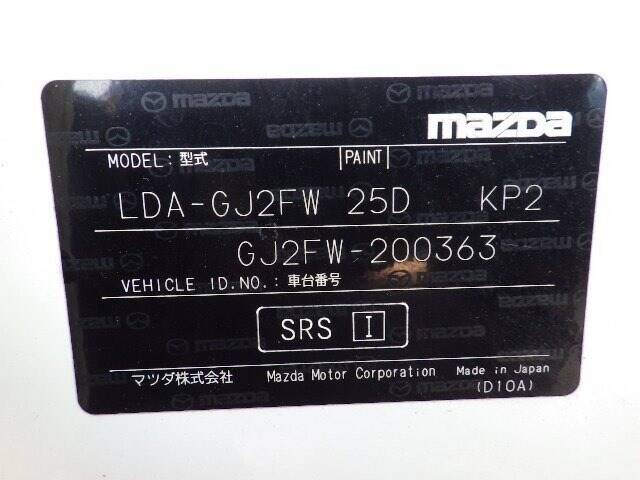 mazda
MODEL: 型式 PAINT
LDA-GJ2FW 25D KP2
GJ2FW-200363
VEHICLE ID.NO.: 車台番号
SRS I
マツダ株式会社 Mazda Motor Corporation Made in Japan
(D10A)